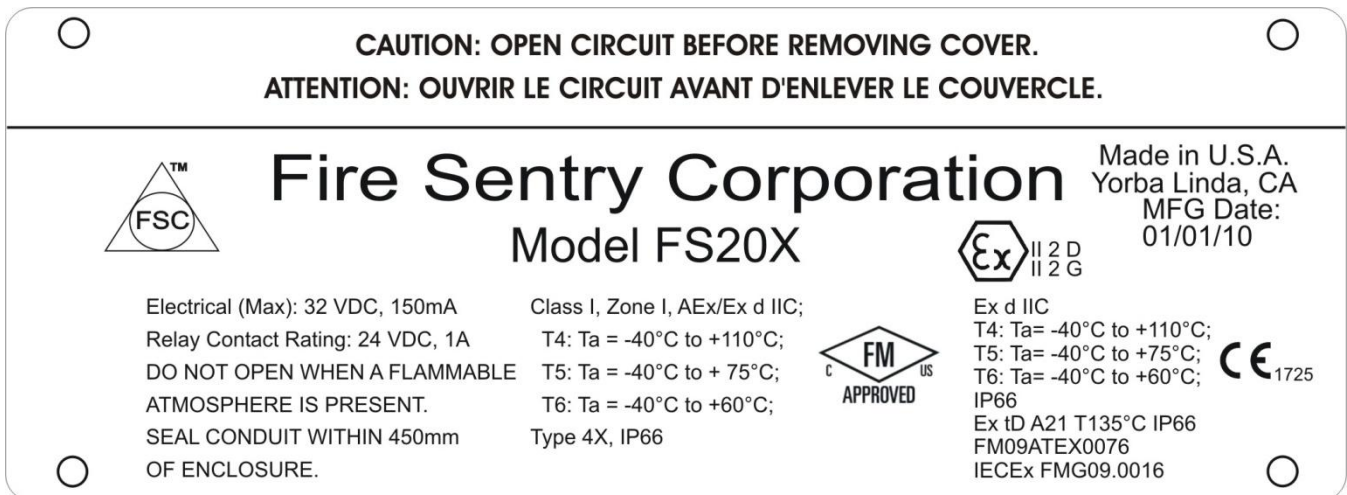 CAUTION: OPEN CIRCUIT BEFORE REMOVING COVER.
ATTENTION: OUVRIR LE CIRCUIT AVANT D'ENLEVER LE COUVERCLE.
TM
FSC
Fire Sentry Corporation
Model FS20X
Made in U.S.A.
Yorba Linda, CA
MFG Date:
01/01/10
Ex
II 2 D
II 2 G
Electrical (Max): 32 VDC, 150mA
Relay Contact Rating: 24 VDC, 1A
DO NOT OPEN WHEN A FLAMMABLE
ATMOSPHERE IS PRESENT.
SEAL CONDUIT WITHIN 450mm
OF ENCLOSURE.
Class I, Zone I, AEx/Ex d IIC;
T4: Ta = -40°C to +110°C;
T5: Ta = -40°C to + 75°C;
T6: Ta = -40°C to +60°C;
Type 4X, IP66
FM
C US
APPROVED
Ex d IIC
T4: Ta= -40°C to +110°C;
T5: Ta= -40°C to +75°C;
T6: Ta= -40°C to +60°C;
IP66
Ex tD A21 T135°C IP66
FM09ATEX0076
IECEx FMG09.0016
CE 1725